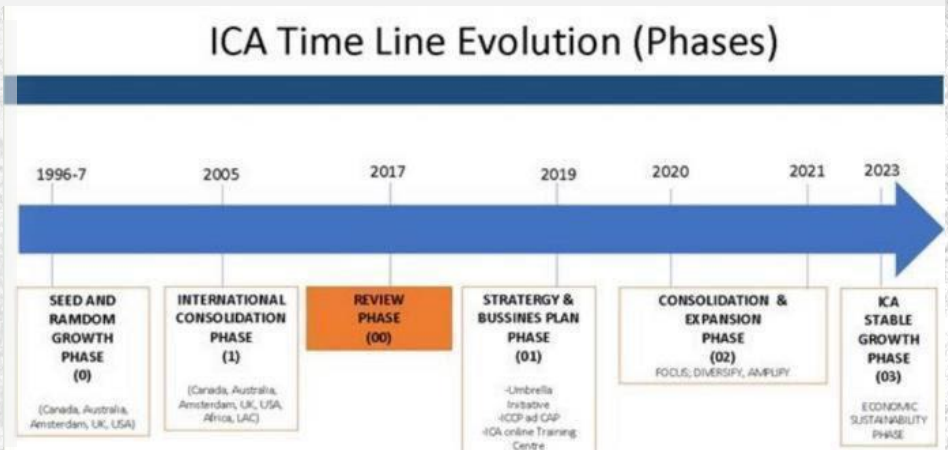 ICA Time Line Evolution (Phases)
1996-7
2005
2017
2019
2020
2021
2023
SEED AND
RAMDOM
GROWTH
PHASE
(0)
(Canada, Australia,
Amsterdam, UK, USA)
INTERNATIONAL
CONSOLIDATION
PHASE
(1)
(Canada, Australia,
Amsterdam, UK, USA,
Africa, LAC)
REVIEW
PHASE
(00)
STRATERGY &
BUSSINES PLAN
PHASE
(01)
-Umbrella
Initiative
-ICCP ad CAP
-ICA online Training
Centre
CONSOLIDATION &
EXPANSION
PHASE
(02)
FOCUS; DIVERSIFY, AMPLIFY
ICA
STABLE
GROWTH
PHASE
(03)
ECONOMIC
SUSTAINABILITY
PHASE